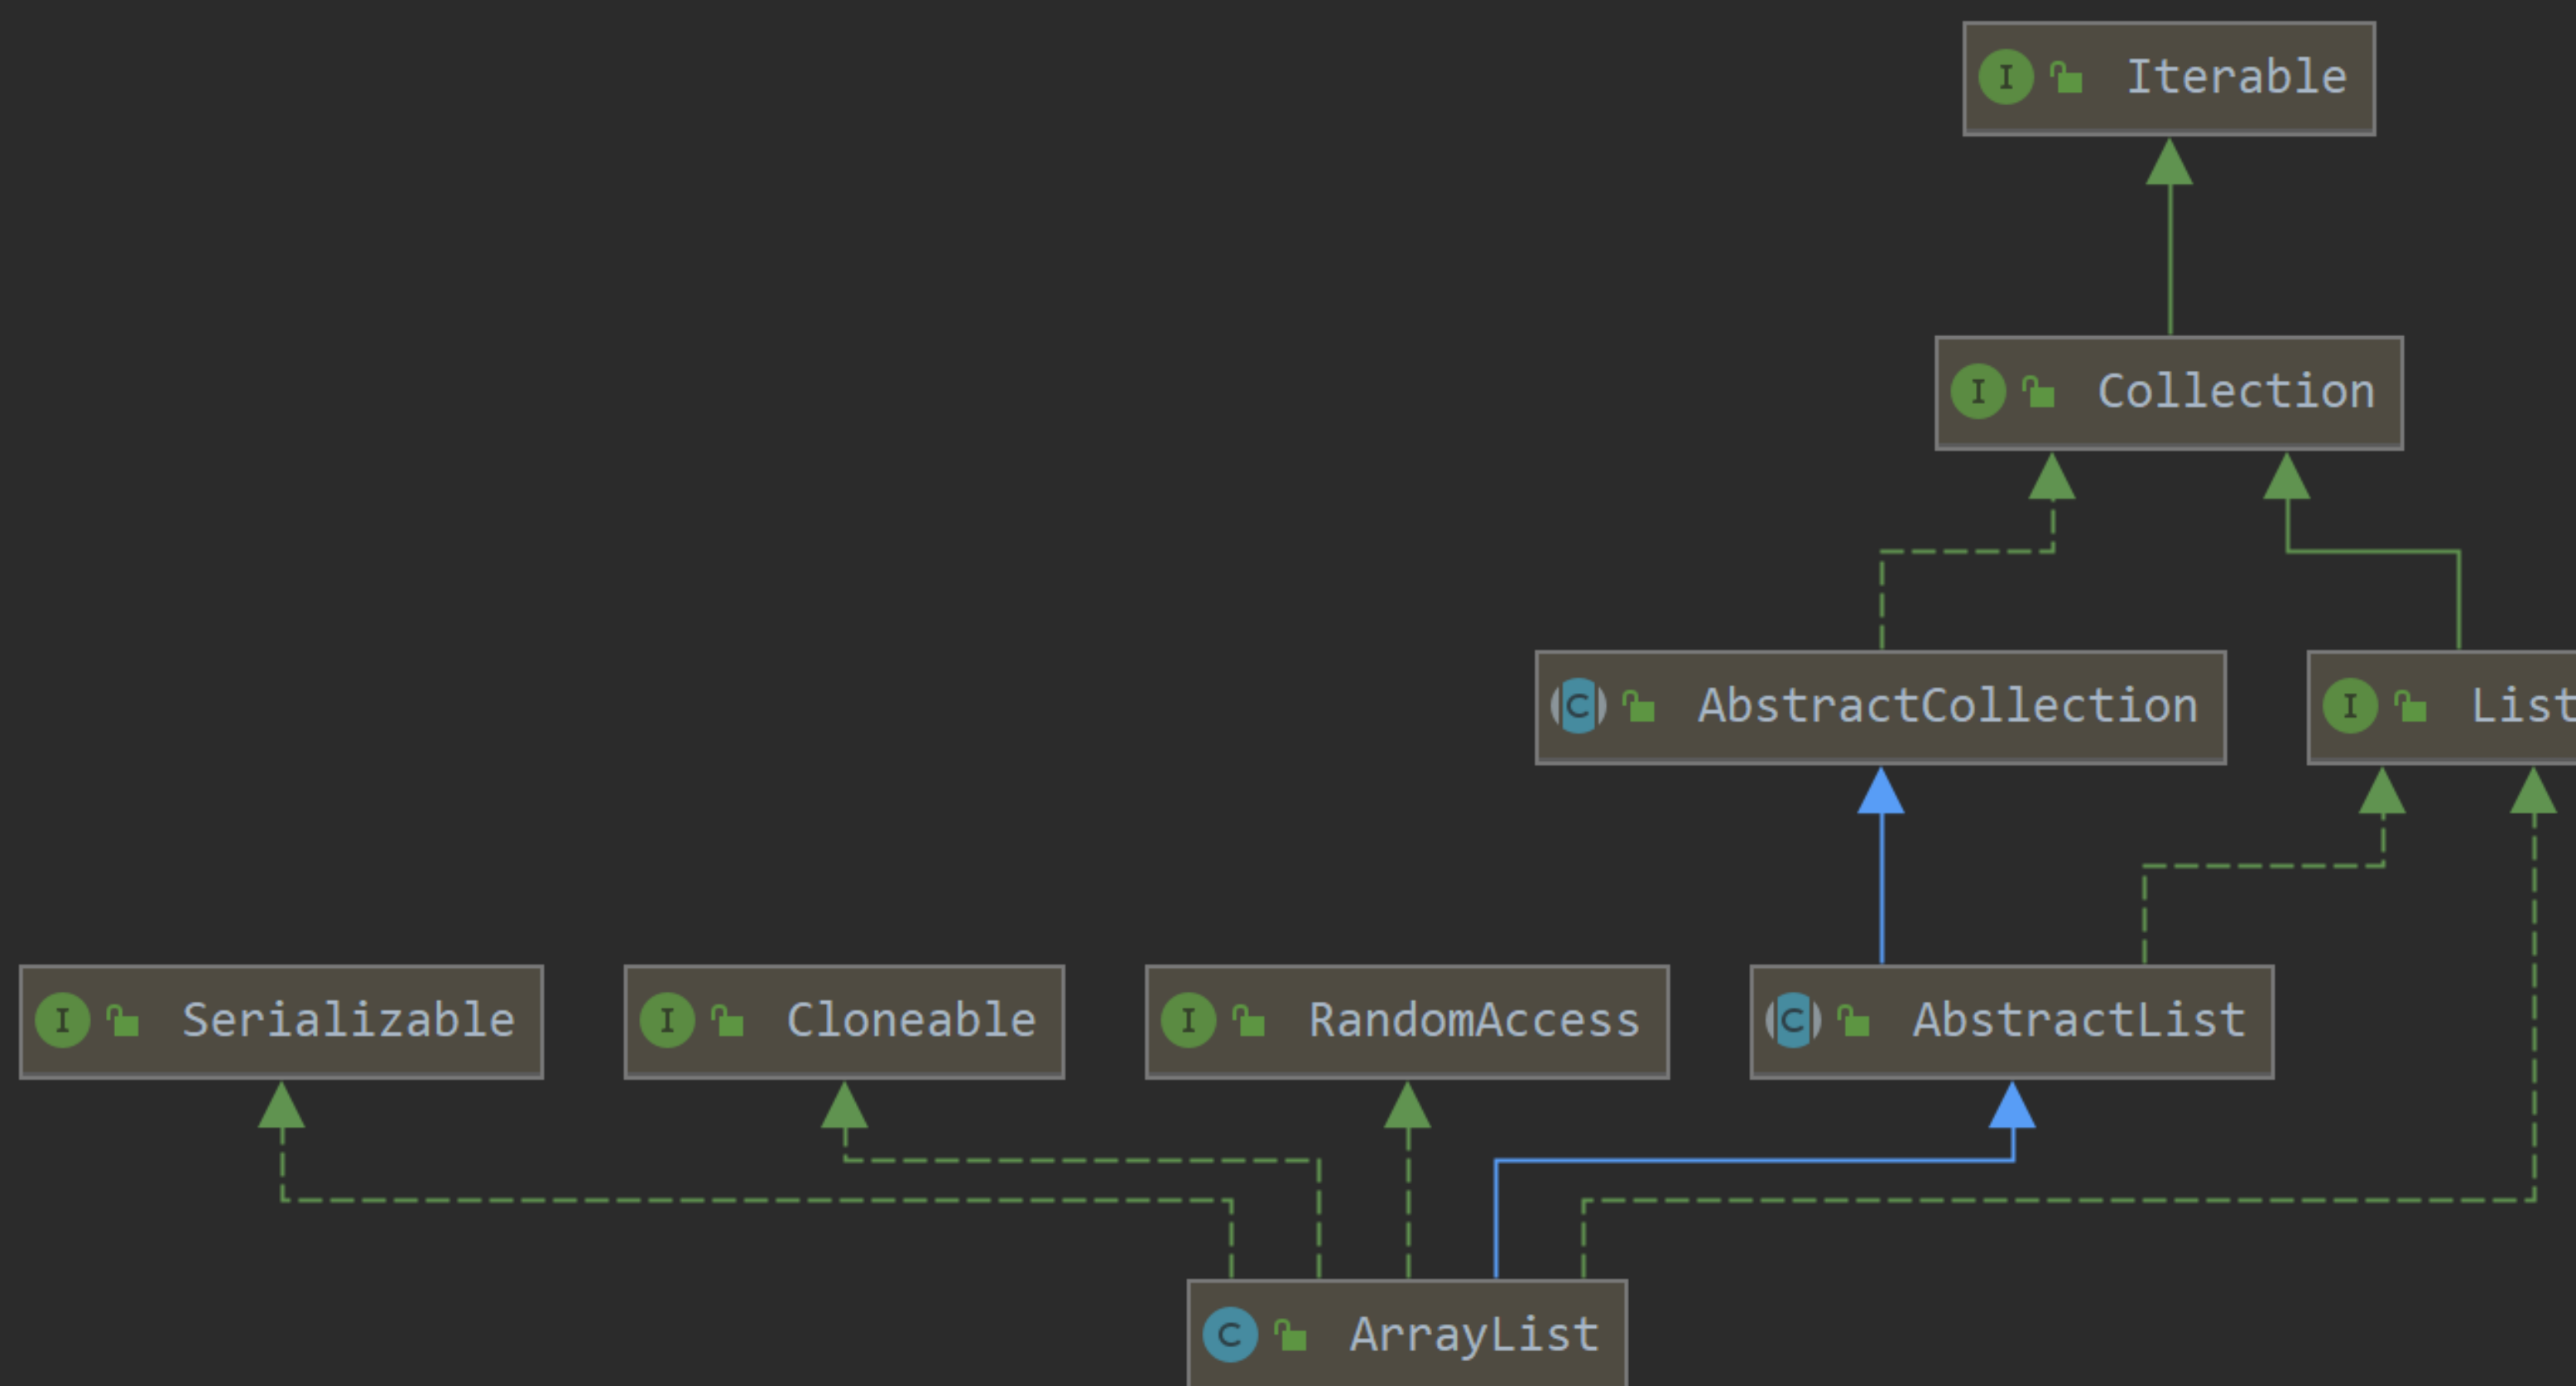 I Iterable
I Collection
C AbstractCollection
I List
I Serializable
I Cloneable
I RandomAccess
C AbstractList
C ArrayList